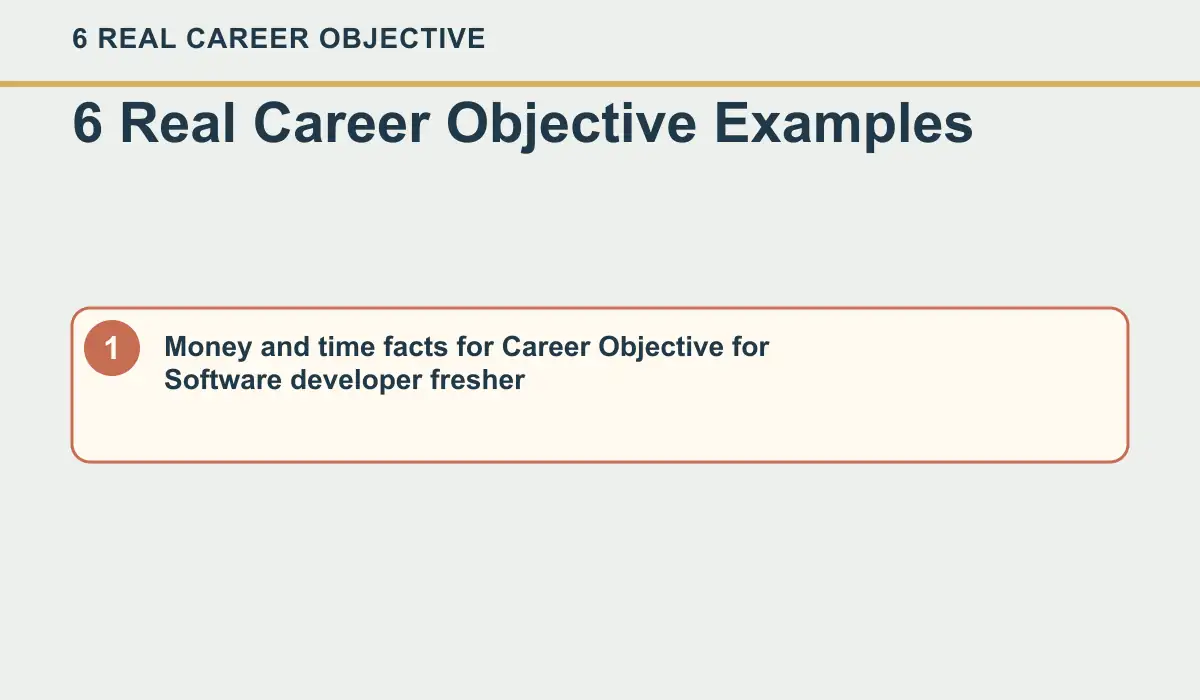 6 REAL CAREER OBJECTIVE
6 Real Career Objective Examples
1
Money and time facts for Career Objective for
Software developer fresher